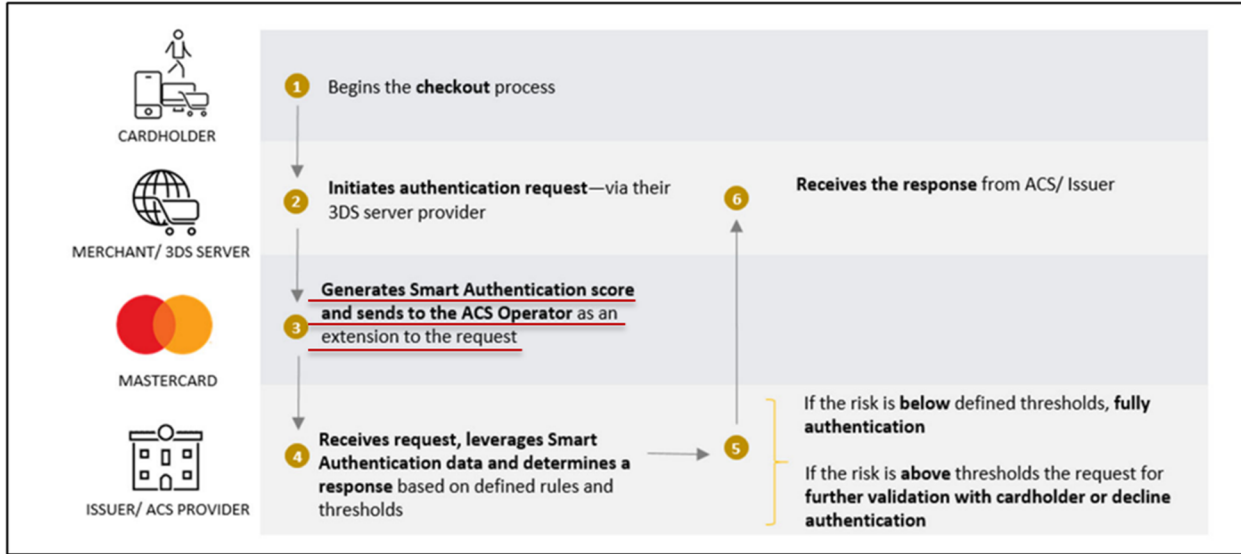 CARDHOLDER
1
Begins the checkout process
MERCHANT/ 3DS SERVER
2
Initiates authentication request—via their
3DS server provider
6
Receives the response from ACS/ Issuer
MASTERCARD
3
Generates Smart Authentication score
and sends to the ACS Operator as an
extension to the request
ISSUER/ ACS PROVIDER
4
Receives request, leverages Smart
Authentication data and determines a
response based on defined rules and
thresholds
5
If the risk is below defined thresholds, fully
authentication
If the risk is above thresholds the request for
further validation with cardholder or decline
authentication